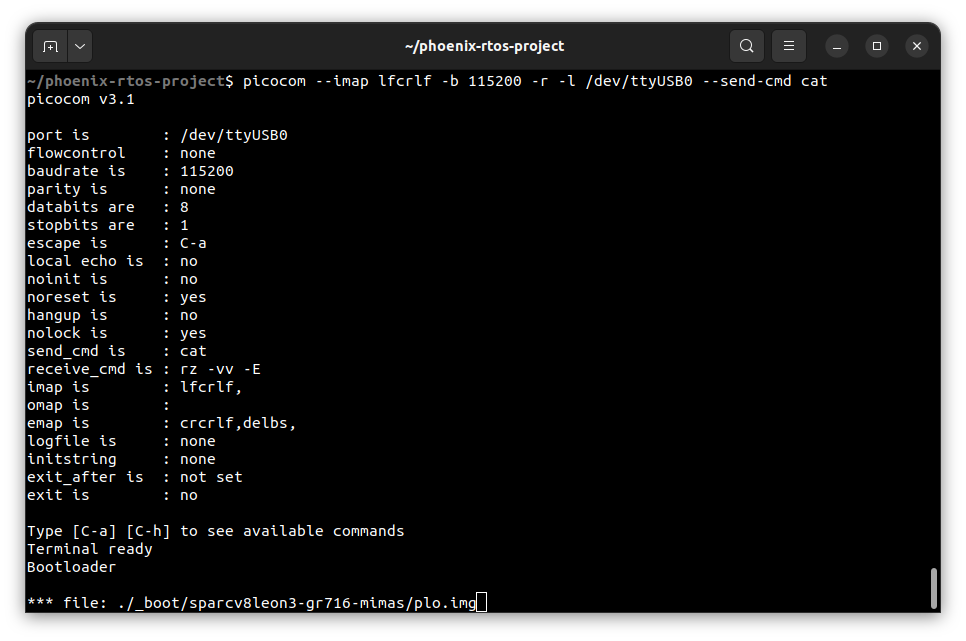 ~/phoenix-rtos-project
~/phoenix-rtos-project$ picocom --imap lfcrlf -b 115200 -r -l /dev/ttyUSB0 --send-cmd cat
picocom v3.1

port is        : /dev/ttyUSB0
flowcontrol    : none
baudrate is    : 115200
parity is      : none
databits are   : 8
stopbits are   : 1
escape is      : C-a
local echo is  : no
noinit is      : no
noreset is     : yes
hangup is      : no
nolock is      : yes
send_cmd is    : cat
receive_cmd is : rz -vv -E
imap is        : lfcrlf,
omap is        :
emap is        : crcrlf,delbs,
logfile is     : none
initstring     : none
exit_after is  : not set
exit is        : no

Type [C-a] [C-h] to see available commands
Terminal ready
Bootloader

*** file: ./_boot/sparcv8leon3-gr716-mimas/plo.img